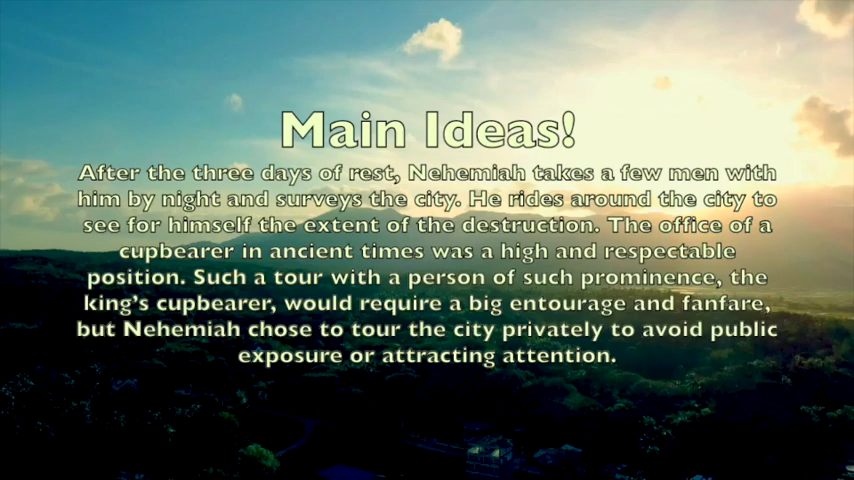 Main Ideas!
After the three days of rest, Nehemiah takes a few men with
him by night and surveys the city. He rides around the city to
see for himself the extent of the destruction. The office of a
cupbearer in ancient times was a high and respectable
position. Such a tour with a person of such prominence, the
king’s cupbearer, would require a big entourage and fanfare,
but Nehemiah chose to tour the city privately to avoid public
exposure or attracting attention.